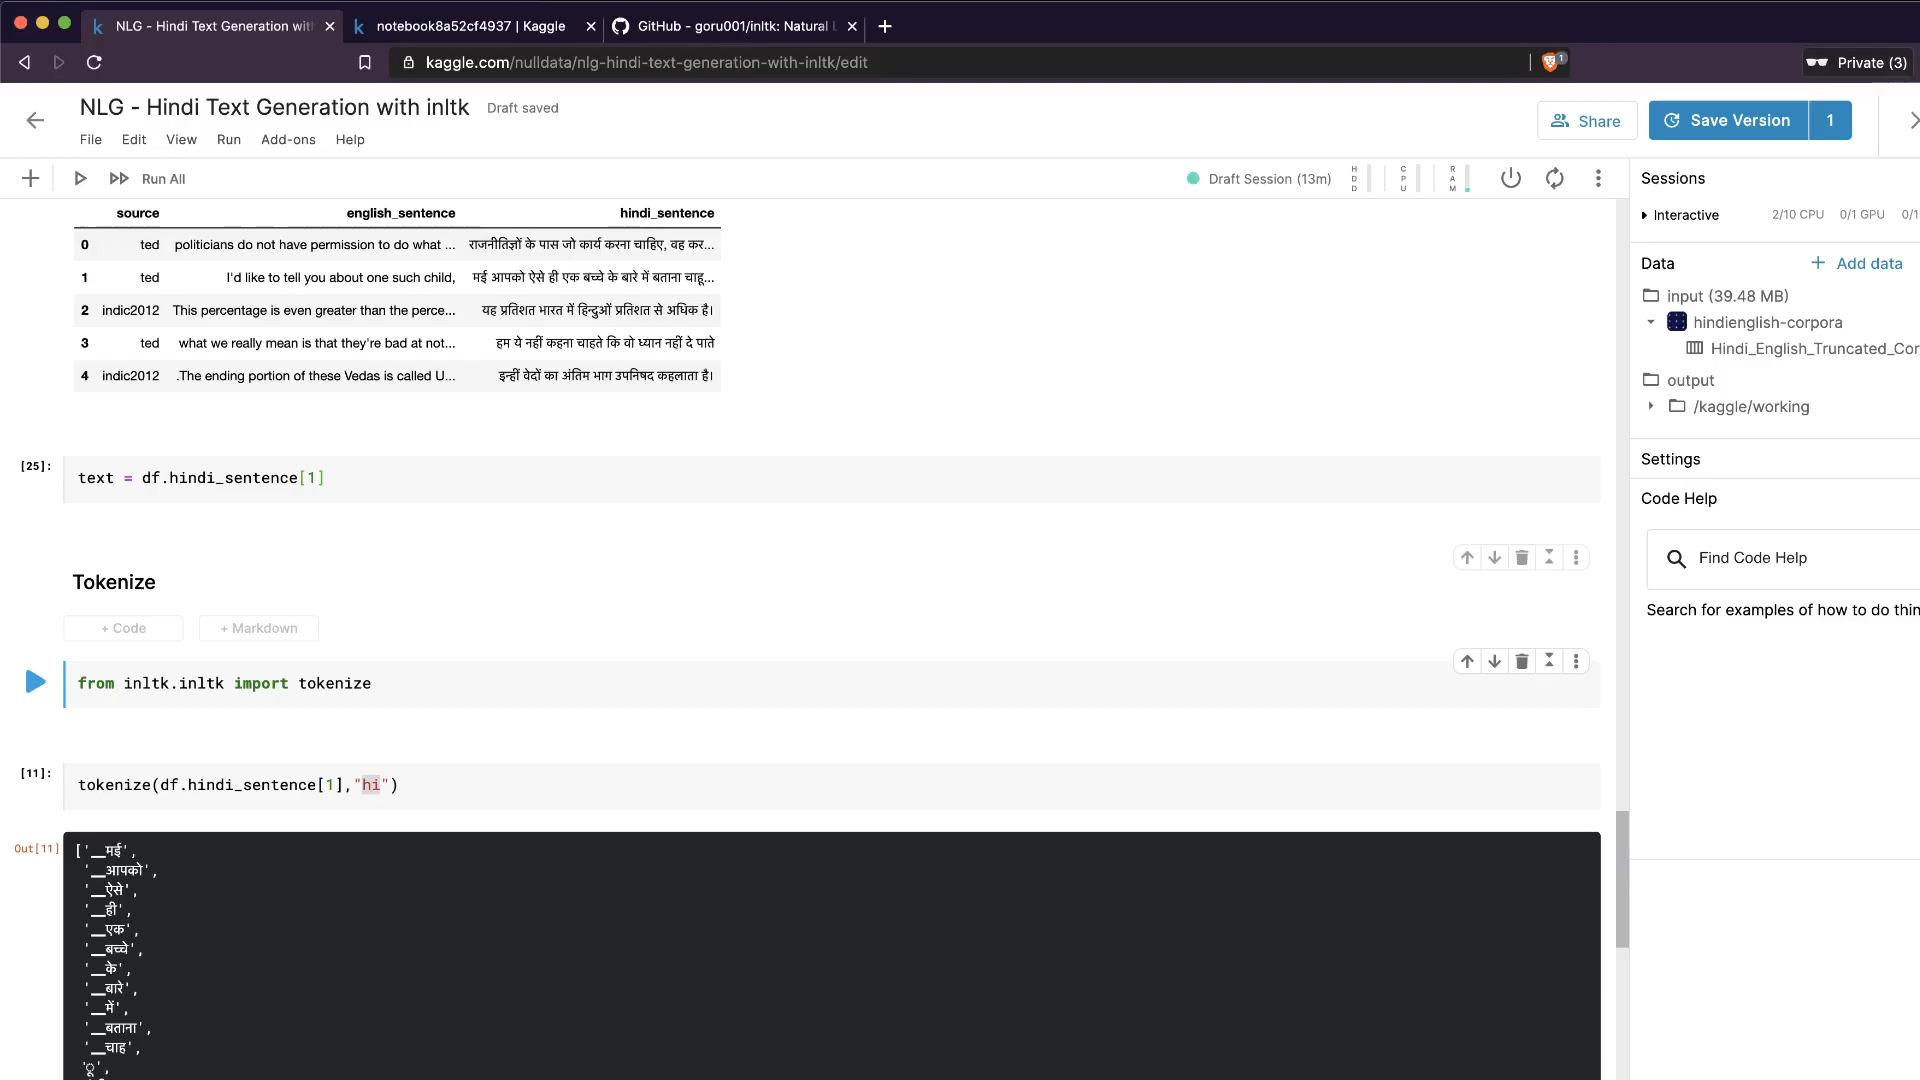 NLG - Hindi Text Generation with
notebook8a52cf4937 | Kaggle
GitHub - goru001/inltk: Natural
kaggle.com/nulldata/nlg-hindi-text-generation-with-inltk/edit
1
Private (3)
NLG - Hindi Text Generation with inltk
Draft saved
Share
Save Version
1
File Edit View Run Add-ons Help
Run All
Draft Session (13m)
HDD
CPU
RAM
Sessions
source english_sentence hindi_sentence
0 ted politicians do not have permission to do what ... राजनीतिज्ञों के पास जो कार्य करना चाहिए, वह कर...
1 ted I'd like to tell you about one such child, मई आपको ऐसे ही एक बच्चे के बारे में बताना चाहू...
2 indic2012 This percentage is even greater than the perce... यह प्रतिशत भारत में हिन्दुओं प्रतिशत से अधिक है।
3 ted what we really mean is that they're bad at not... हम ये नहीं कहना चाहते कि वो ध्यान नहीं दे पाते
4 indic2012 .The ending portion of these Vedas is called U... इन्हीं वेदों का अंतिम भाग उपनिषद कहलाता है।
[25]: text = df.hindi_sentence[1]
Tokenize
+ Code + Markdown
from inltk.inltk import tokenize
[11]: tokenize(df.hindi_sentence[1],"hi")
Out[11] ['▁मई',
'▁आपको',
'▁ऐसे',
'▁ही',
'▁एक',
'▁बच्चे',
'▁के',
'▁बारे',
'▁में',
'▁बताना',
'▁चाह',
'ू',
Interactive 2/10 CPU 0/1 GPU 0/1
Data
+ Add data
input (39.48 MB)
hindienglish-corpora
Hindi_English_Truncated_Cor
output
/kaggle/working
Settings
Code Help
Find Code Help
Search for examples of how to do thin